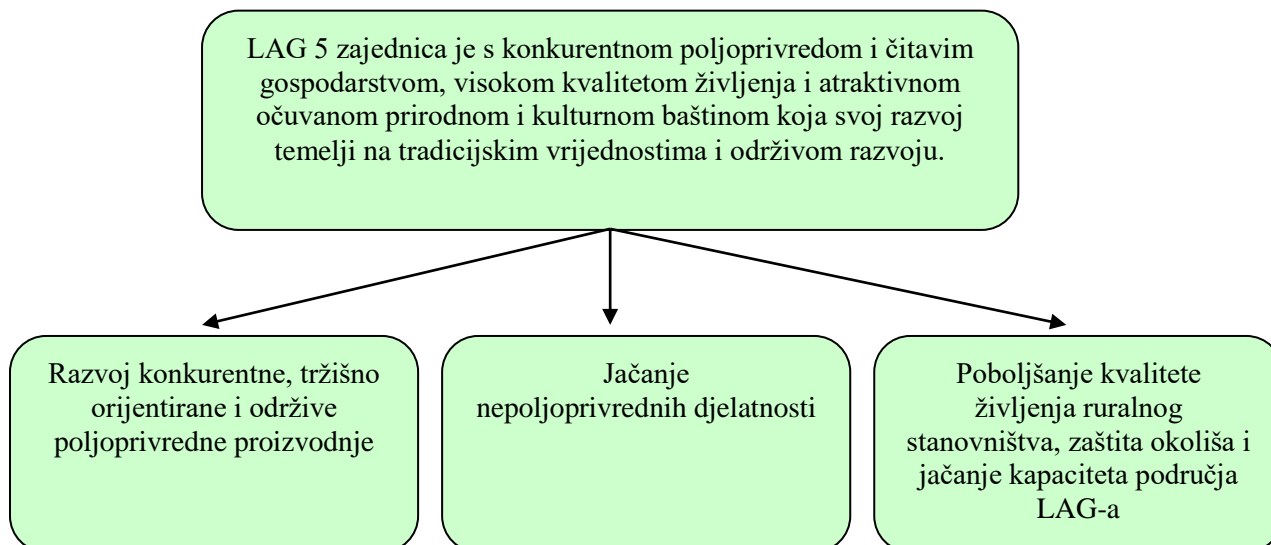 LAG 5 zajednica je s konkurentnom poljoprivredom i čitavim
gospodarstvom, visokom kvalitetom življenja i atraktivnom
očuvanom prirodnom i kulturnom baštinom koja svoj razvoj
temelji na tradicijskim vrijednostima i održivom razvoju.
Razvoj konkurentne, tržišno
orijentirane i održive
poljoprivredne proizvodnje
Jačanje
nepoljoprivrednih djelatnosti
Poboljšanje kvalitete
življenja ruralnog
stanovništva, zaštita okoliša i
jačanje kapaciteta područja
LAG-a